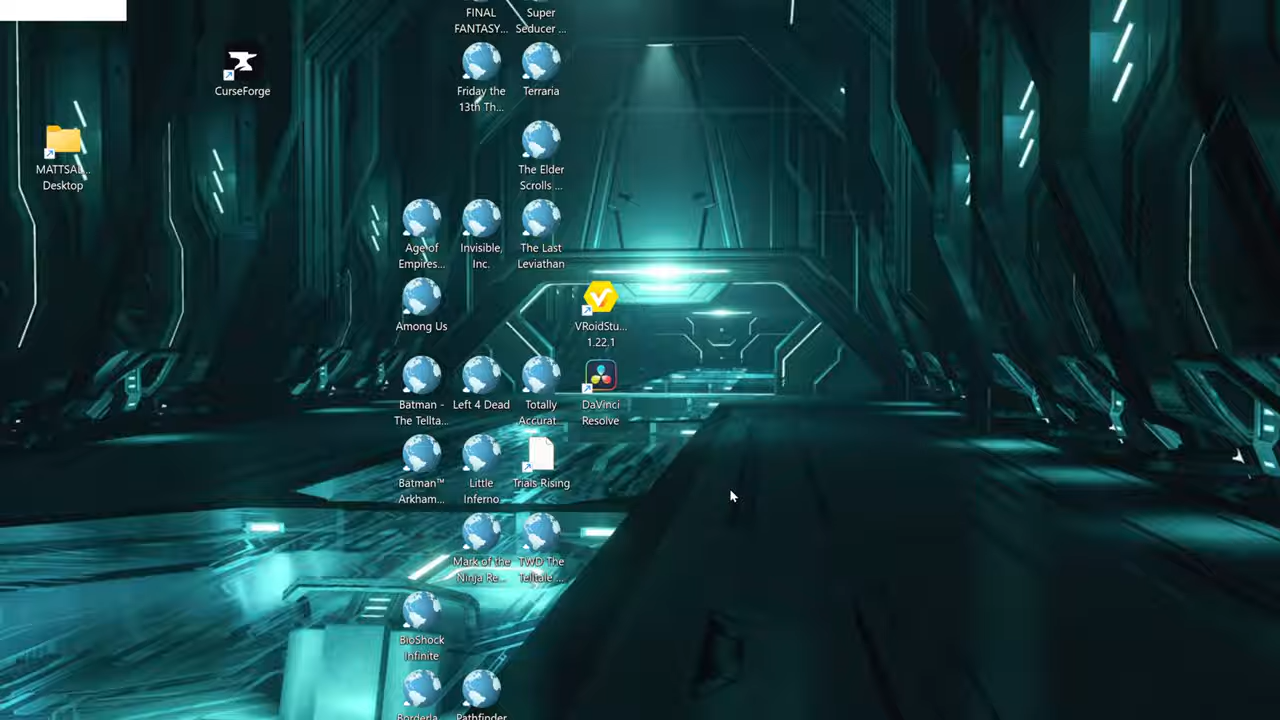 FINAL
FANTASY...
Super
Seducer ...
CurseForge
Friday the
13th Th...
Terraria
MATTSAL...
Desktop
The Elder
Scrolls ...
Age of
Empires...
Invisible,
Inc.
The Last
Leviathan
Among Us
VRoidStu...
1.22.1
Batman -
The Tellta...
Left 4 Dead
Totally
Accurat...
DaVinci
Resolve
Batman™
Arkham...
Little
Inferno
Trials Rising
Mark of the
Ninja Re...
TWD The
Telltale ...
BioShock
Infinite
Borderla...
Pathfinder